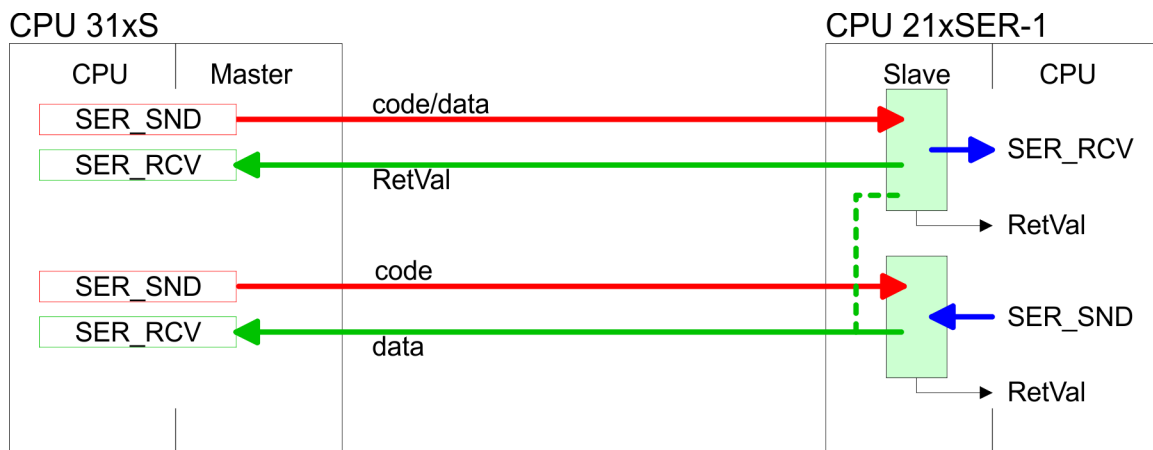 CPU 31xS
CPU 21xSER-1
CPU Master
Slave CPU
SER_SND
code/data
SER_RCV
SER_RCV
RetVal
RetVal
SER_SND
code
SER_SND
SER_RCV
data
RetVal